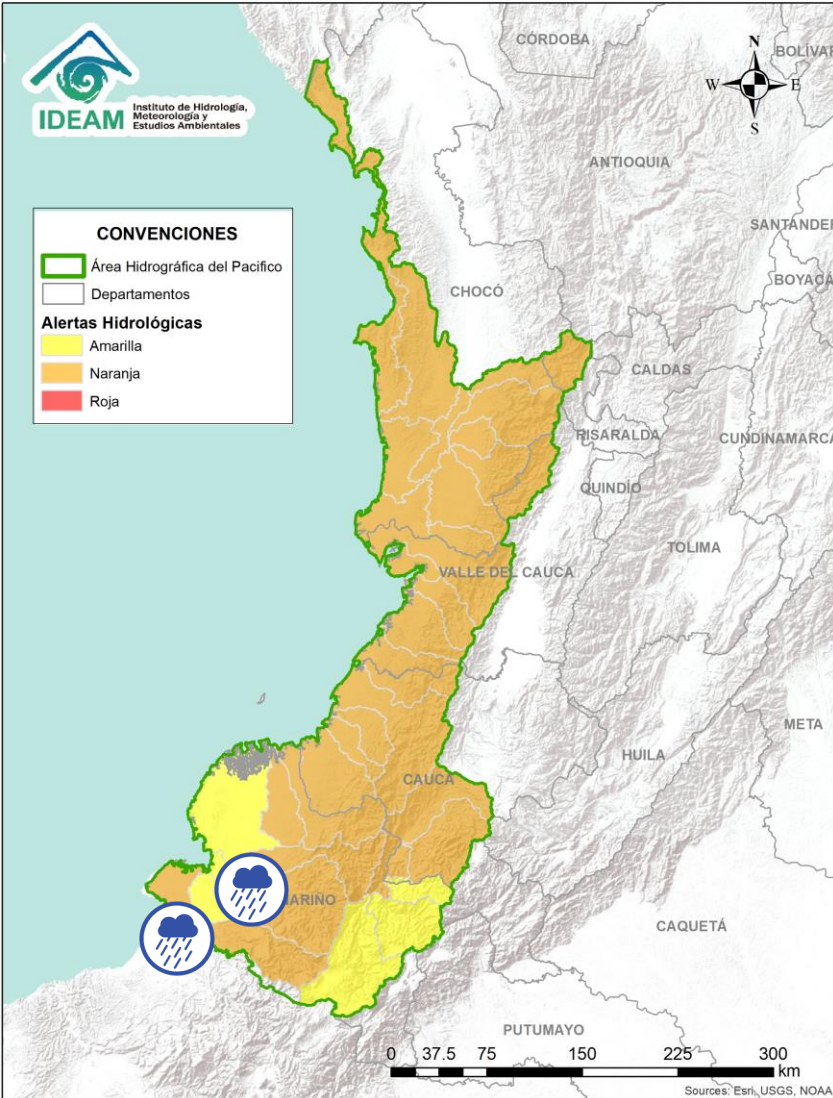 IDEAM
Instituto de Hidrología,
Meteorología y
Estudios Ambientales
CÓRDOBA
BOLÍVAR
N
W
E
S
ANTIOQUIA
SANTANDER
BOYACÁ
CONVENCIONES
Área Hidrográfica del Pacifico
Departamentos
Alertas Hidrológicas
Amarilla
Naranja
Roja
CHOCÓ
CALDAS
RISARALDA
CUNDINAMARCA
QUINDÍO
TOLIMA
VALLE DEL CAUCA
META
HUILA
CAUCA
ARIÑO
CAQUETÁ
PUTUMAYO
0 37.5 75 150 225 300
km
Sources: Esri, USGS, NOAA